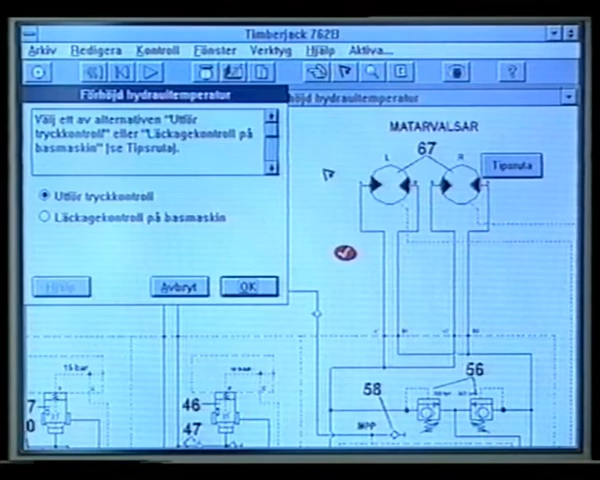 Timberjack 762B
Arkiv Redigera Kontroll Fönster Verktyg Hjälp Aktiva...
?
Förhöjd hydraultemperatur
höjd hydraultemperatur
Välj ett av alternativen "Utför
tryckkontroll" eller "Läckagekontroll på
basmaskin" (se Tipsruta).
Utför tryckkontroll
Läckagekontroll på basmaskin
Hjälp
Avbryt
OK
MATARVALSAR
67
L
R
Tipsruta
15 bar
7
0
46
47
58
56
MPP